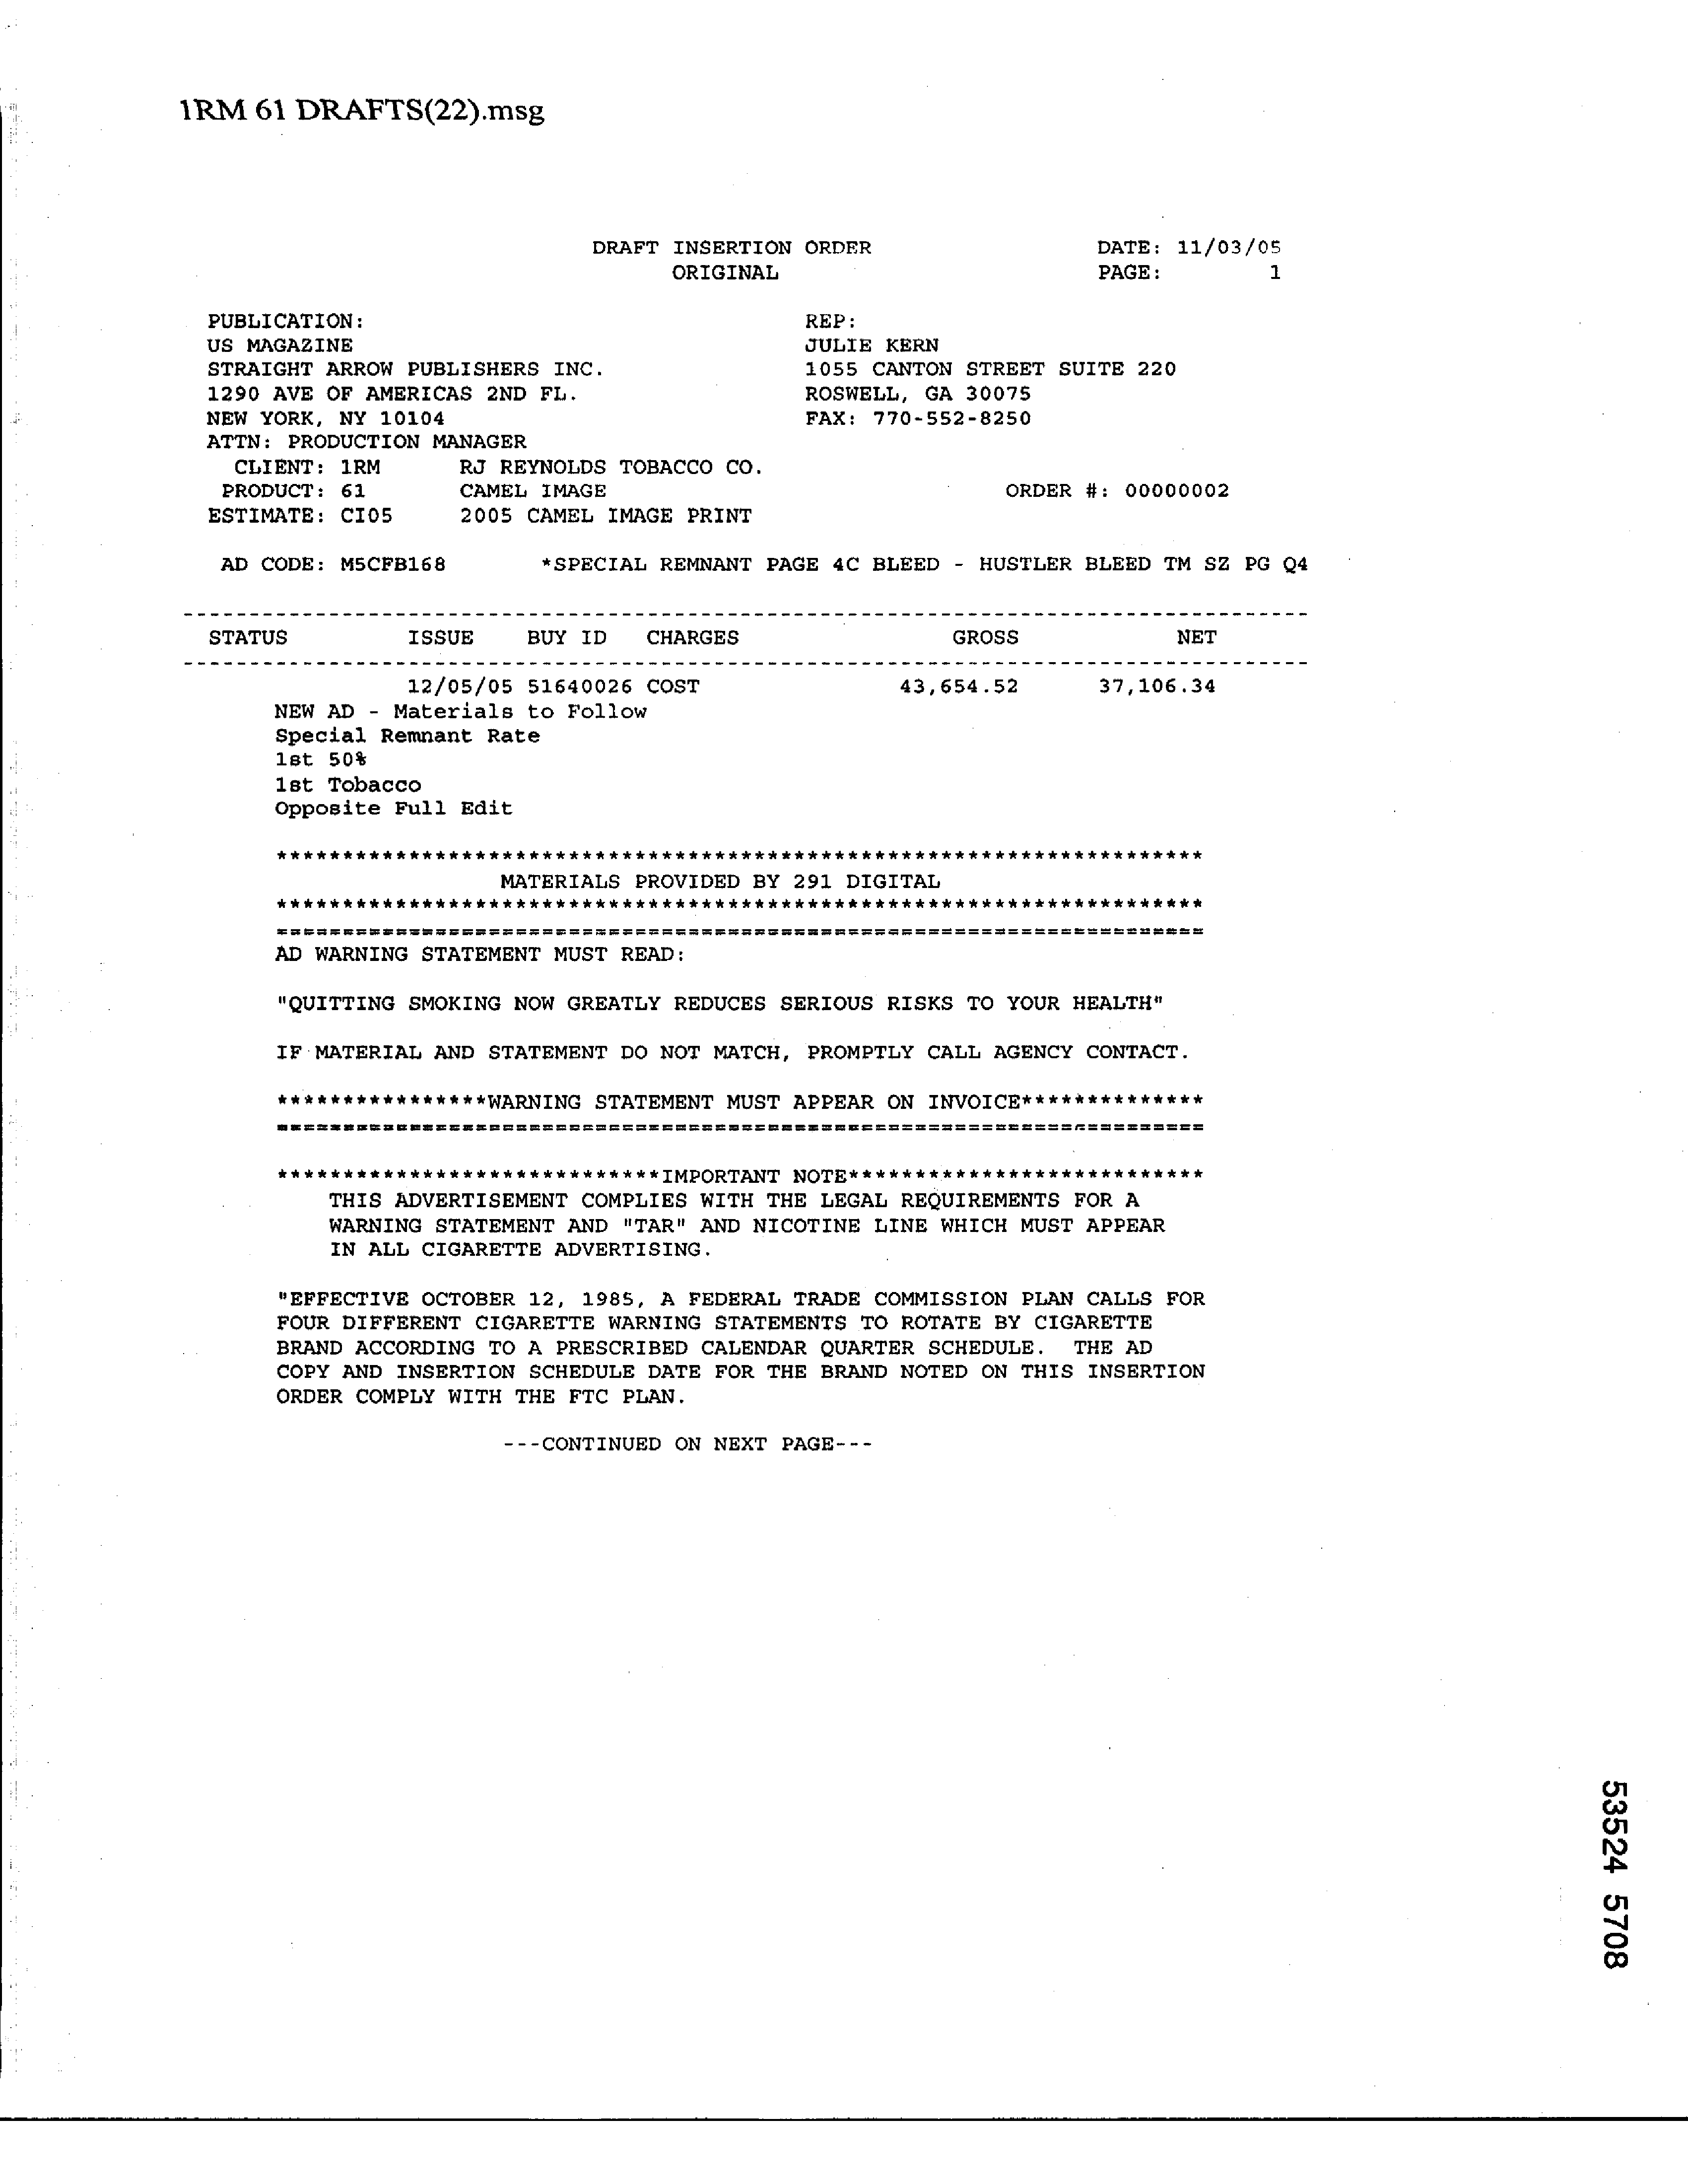 1RM 61 DRAFTS(22).msg
DRAFT INSERTION ORDER DATE: 11/03/05
ORIGINAL PAGE: 1
PUBLICATION: REP:
US MAGAZINE JULIE KERN
STRAIGHT ARROW PUBLISHERS INC. 1055 CANTON STREET SUITE 220
1290 AVE OF AMERICAS 2ND FL. ROSWELL, GA 30075
NEW YORK, NY 10104 FAX: 770-552-8250
ATTN: PRODUCTION MANAGER
CLIENT: 1RM RJ REYNOLDS TOBACCO CO.
PRODUCT: 61 CAMEL IMAGE ORDER #: 00000002
ESTIMATE: CI05 2005 CAMEL IMAGE PRINT
AD CODE: M5CFB168 *SPECIAL REMNANT PAGE 4C BLEED - HUSTLER BLEED TM SZ PG Q4
-------------------------------------------------------------------------------------
STATUS ISSUE BUY ID CHARGES GROSS NET
-------------------------------------------------------------------------------------
12/05/05 51640026 COST 43,654.52 37,106.34
NEW AD - Materials to Follow
Special Remnant Rate
1st 50%
1st Tobacco
Opposite Full Edit
**********************************************************************
MATERIALS PROVIDED BY 291 DIGITAL
**********************************************************************
======================================================================
AD WARNING STATEMENT MUST READ:
"QUITTING SMOKING NOW GREATLY REDUCES SERIOUS RISKS TO YOUR HEALTH"
IF MATERIAL AND STATEMENT DO NOT MATCH, PROMPTLY CALL AGENCY CONTACT.
****************WARNING STATEMENT MUST APPEAR ON INVOICE**************
======================================================================
*****************************IMPORTANT NOTE***************************
THIS ADVERTISEMENT COMPLIES WITH THE LEGAL REQUIREMENTS FOR A
WARNING STATEMENT AND "TAR" AND NICOTINE LINE WHICH MUST APPEAR
IN ALL CIGARETTE ADVERTISING.
"EFFECTIVE OCTOBER 12, 1985, A FEDERAL TRADE COMMISSION PLAN CALLS FOR
FOUR DIFFERENT CIGARETTE WARNING STATEMENTS TO ROTATE BY CIGARETTE
BRAND ACCORDING TO A PRESCRIBED CALENDAR QUARTER SCHEDULE. THE AD
COPY AND INSERTION SCHEDULE DATE FOR THE BRAND NOTED ON THIS INSERTION
ORDER COMPLY WITH THE FTC PLAN.
---CONTINUED ON NEXT PAGE---
53524 5708